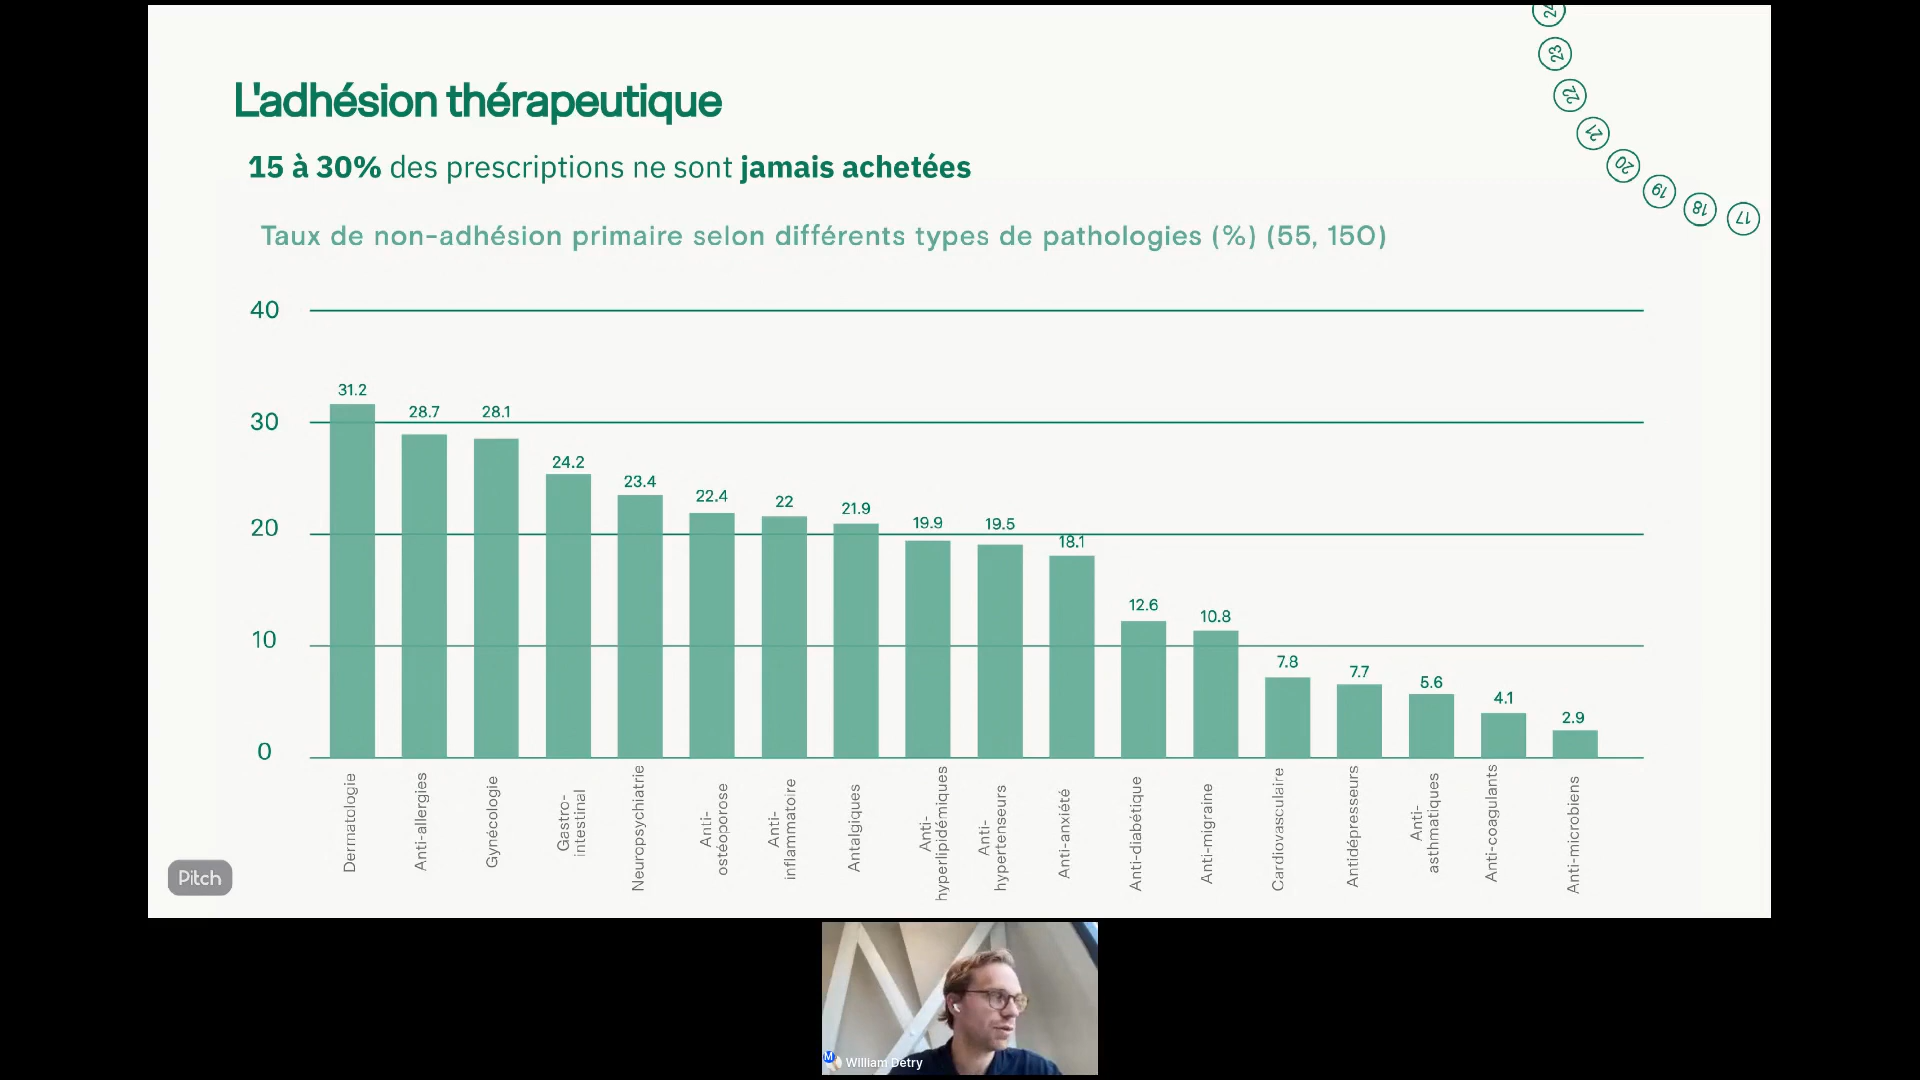 24
23
22
21
20
19
18
17
L'adhésion thérapeutique
15 à 30% des prescriptions ne sont jamais achetées
Taux de non-adhésion primaire selon différents types de pathologies (%) (55, 150)
40
30
20
10
0
31.2
28.7
28.1
24.2
23.4
22.4
22
21.9
19.9
19.5
18.1
12.6
10.8
7.8
7.7
5.6
4.1
2.9
Dermatologie
Anti-allergies
Gynécologie
Gastro-
intestinal
Neuropsychiatrie
Anti-
ostéoporose
Anti-
inflammatoire
Antalgiques
Anti-
hyperlipidémiques
Anti-
hypertenseurs
Anti-anxiété
Anti-diabétique
Anti-migraine
Cardiovasculaire
Antidépresseurs
Anti-
asthmatiques
Anti-coagulants
Anti-microbiens
Pitch
M
William Detry